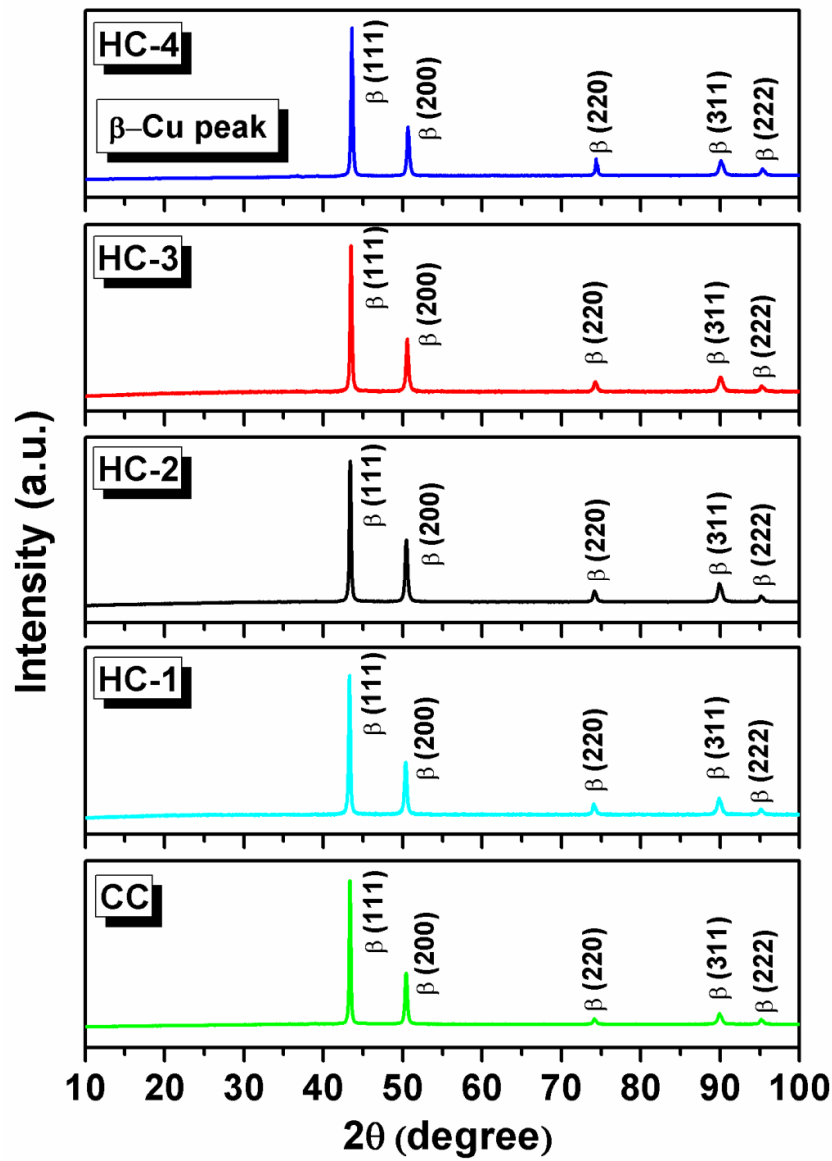 HC-4
β–Cu peak
β (111)
β (200)
β (220)
β (311)
β (222)
HC-3
β (111)
β (200)
β (220)
β (311)
β (222)
HC-2
β (111)
β (200)
β (220)
β (311)
β (222)
HC-1
β (111)
β (200)
β (220)
β (311)
β (222)
CC
β (111)
β (200)
β (220)
β (311)
β (222)
Intensity (a.u.)
10 20 30 40 50 60 70 80 90 100
2θ (degree)